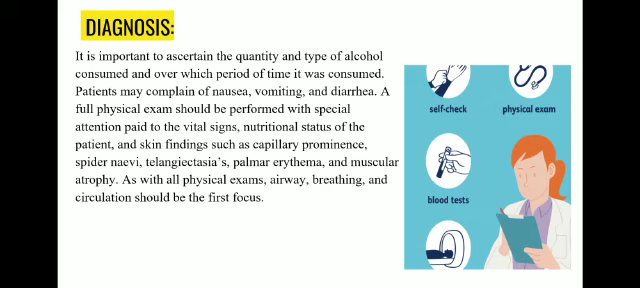 DIAGNOSIS:
It is important to ascertain the quantity and type of alcohol
consumed and over which period of time it was consumed.
Patients may complain of nausea, vomiting, and diarrhea. A
full physical exam should be performed with special
attention paid to the vital signs, nutritional status of the
patient, and skin findings such as capillary prominence,
spider naevi, telangiectasia's, palmar erythema, and muscular
atrophy. As with all physical exams, airway, breathing, and
circulation should be the first focus.
self-check
physical exam
blood tests